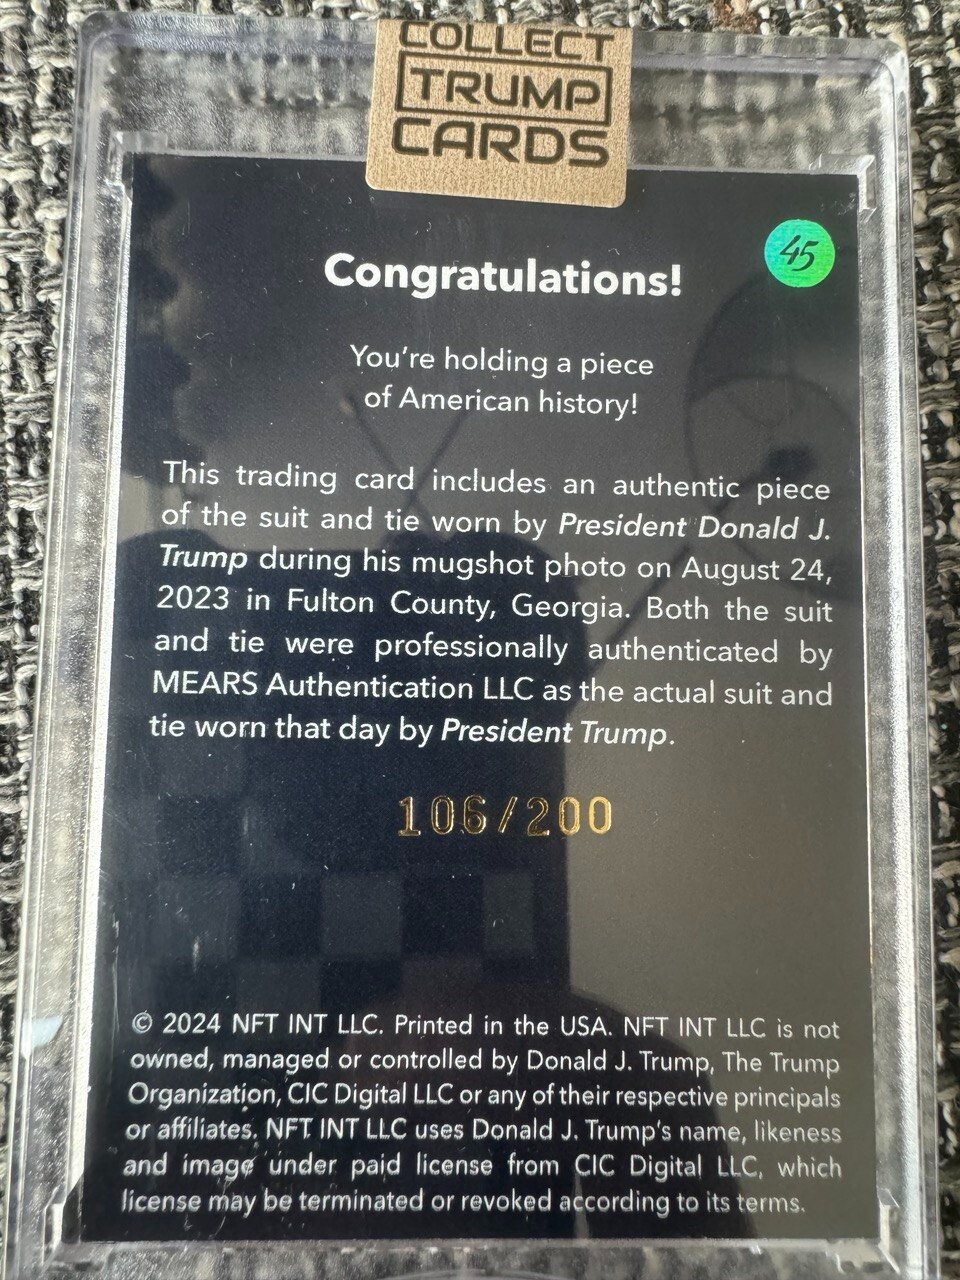 COLLECT
TRUMP
CARDS
45
Congratulations!
You're holding a piece
of American history!
This trading card includes an authentic piece
of the suit and tie worn by President Donald J.
Trump during his mugshot photo on August 24,
2023 in Fulton County, Georgia. Both the suit
and tie were professionally authenticated by
MEARS Authentication LLC as the actual suit and
tie worn that day by President Trump.
106/200
© 2024 NFT INT LLC. Printed in the USA. NFT INT LLC is not
owned, managed or controlled by Donald J. Trump, The Trump
Organization, CIC Digital LLC or any of their respective principals
or affiliates. NFT INT LLC uses Donald J. Trump's name, likeness
and image under paid license from CIC Digital LLC, which
license may be terminated or revoked according to its terms.